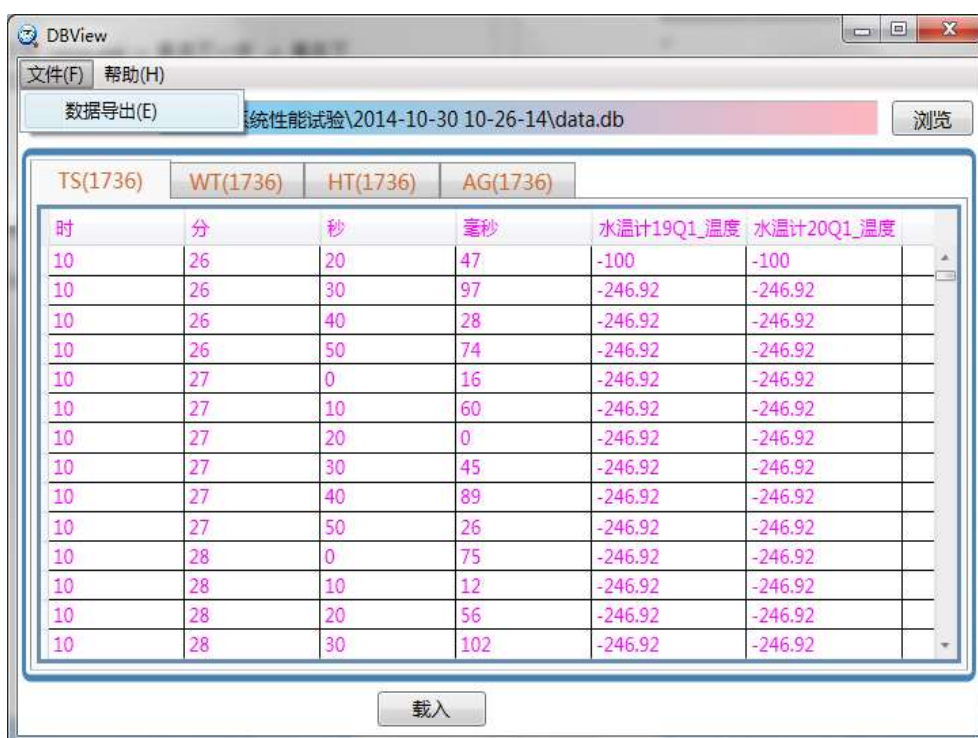 DBView
文件(F) 帮助(H)
数据导出(E)
系统性能试验\2014-10-30 10-26-14\data.db 浏览
TS(1736) WT(1736) HT(1736) AG(1736)
时 分 秒 毫秒 水温计19Q1_温度 水温计20Q1_温度
10 26 20 47 -100 -100
10 26 30 97 -246.92 -246.92
10 26 40 28 -246.92 -246.92
10 26 50 74 -246.92 -246.92
10 27 0 16 -246.92 -246.92
10 27 10 60 -246.92 -246.92
10 27 20 0 -246.92 -246.92
10 27 30 45 -246.92 -246.92
10 27 40 89 -246.92 -246.92
10 27 50 26 -246.92 -246.92
10 28 0 75 -246.92 -246.92
10 28 10 12 -246.92 -246.92
10 28 20 56 -246.92 -246.92
10 28 30 102 -246.92 -246.92
载入